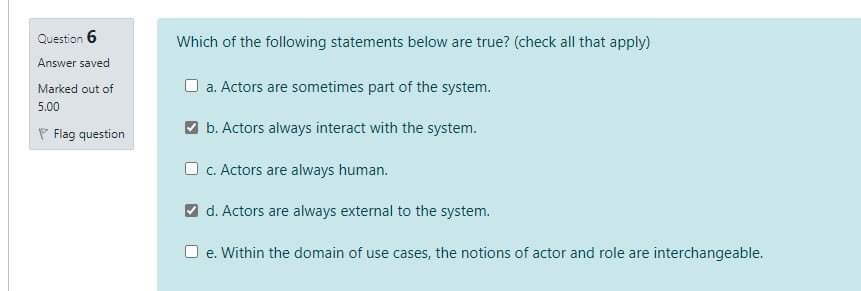 Question 6
Answer saved
Marked out of
5.00
Flag question
Which of the following statements below are true? (check all that apply)
a. Actors are sometimes part of the system.
b. Actors always interact with the system.
c. Actors are always human.
d. Actors are always external to the system.
e. Within the domain of use cases, the notions of actor and role are interchangeable.